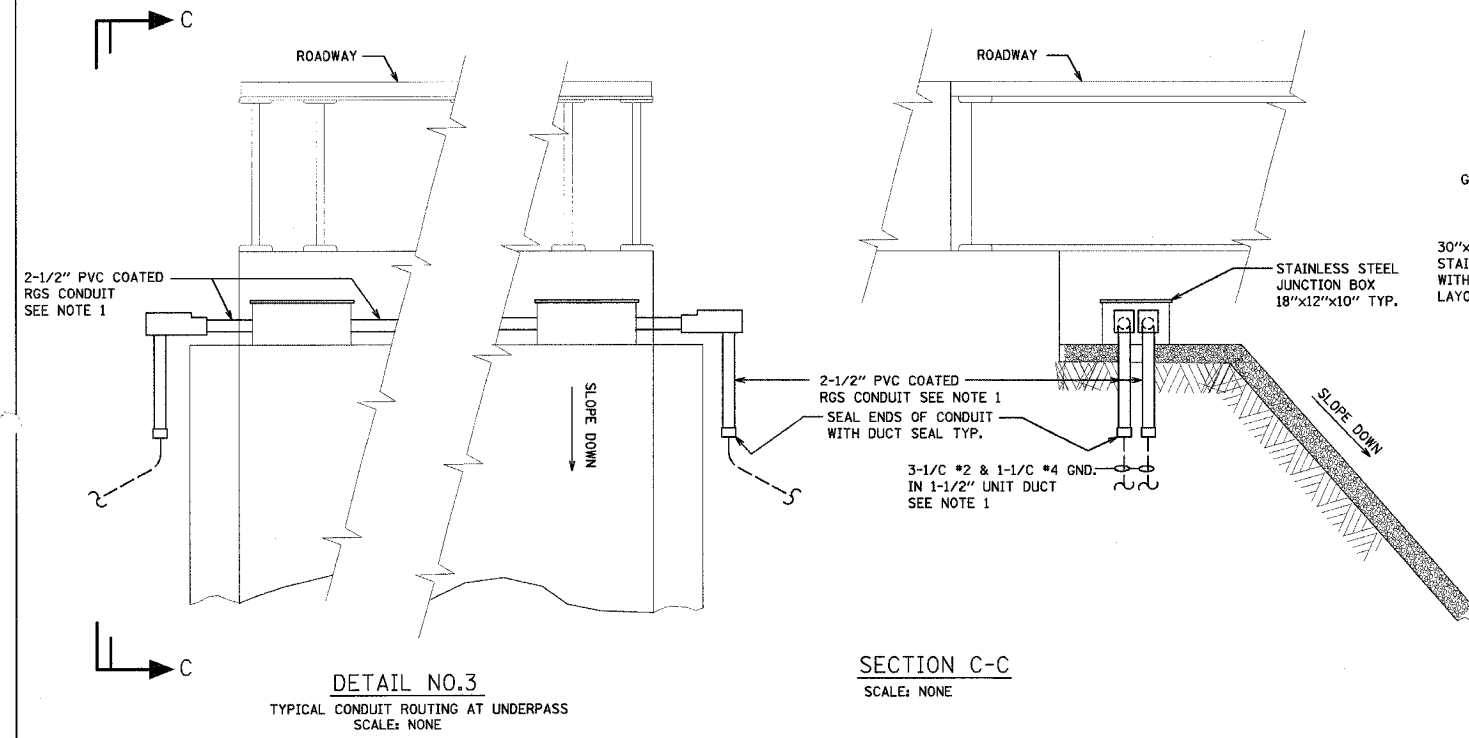 C
ROADWAY
2-1/2" PVC COATED
RGS CONDUIT
SEE NOTE 1
SLOPE DOWN
C
DETAIL NO.3
TYPICAL CONDUIT ROUTING AT UNDERPASS
SCALE: NONE
ROADWAY
STAINLESS STEEL
JUNCTION BOX
18"x12"x10" TYP.
2-1/2" PVC COATED
RGS CONDUIT SEE NOTE 1
SEAL ENDS OF CONDUIT
WITH DUCT SEAL TYP.
3-1/C #2 & 1-1/C #4 GND.
IN 1-1/2" UNIT DUCT
SEE NOTE 1
SLOPE DOWN
SECTION C-C
SCALE: NONE
G
30"x
STAI
WITH
LAYO